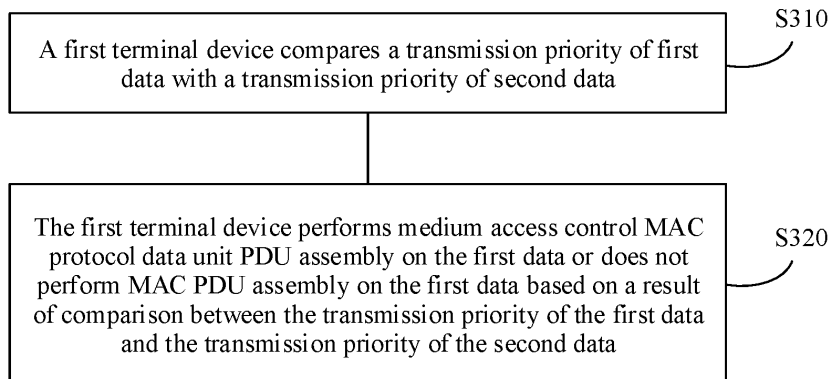 S310
A first terminal device compares a transmission priority of first
data with a transmission priority of second data
The first terminal device performs medium access control MAC
protocol data unit PDU assembly on the first data or does not
perform MAC PDU assembly on the first data based on a result
of comparison between the transmission priority of the first data
and the transmission priority of the second data
S320